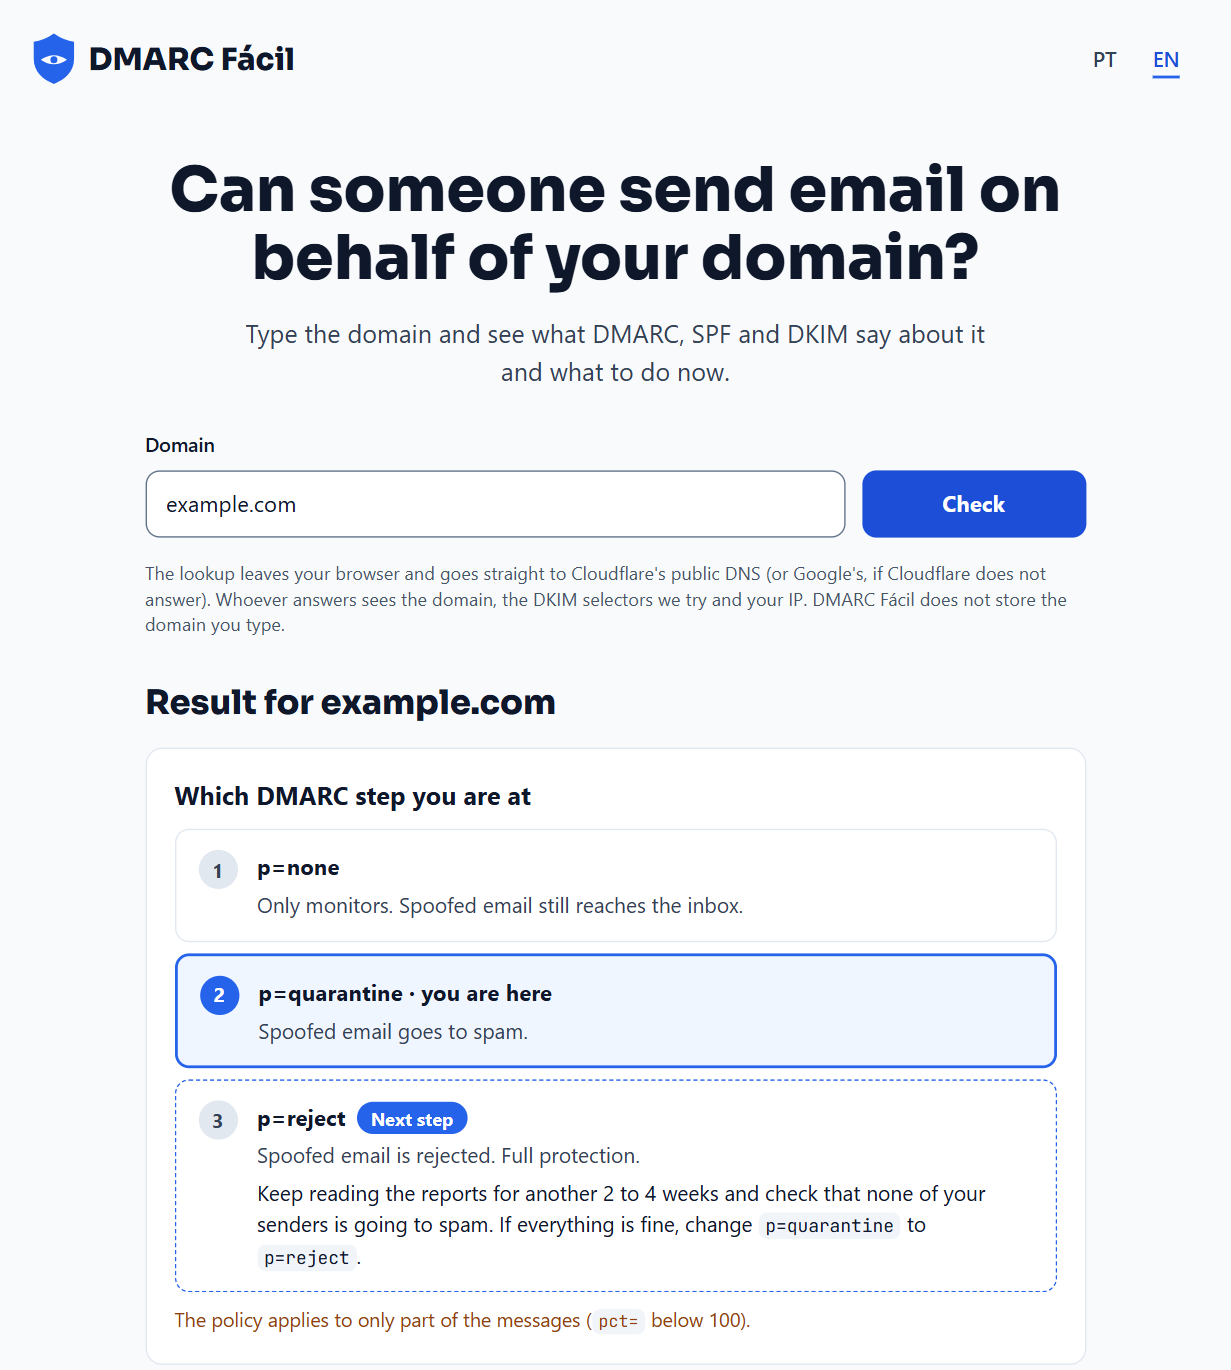 DMARC Fácil
PT
EN
Can someone send email on
behalf of your domain?
Type the domain and see what DMARC, SPF and DKIM say about it
and what to do now.
Domain
example.com
Check
The lookup leaves your browser and goes straight to Cloudflare's public DNS (or Google's, if Cloudflare does not
answer). Whoever answers sees the domain, the DKIM selectors we try and your IP. DMARC Fácil does not store the
domain you type.
Result for example.com
Which DMARC step you are at
1
p=none
Only monitors. Spoofed email still reaches the inbox.
2
p=quarantine · you are here
Spoofed email goes to spam.
3
p=reject
Next step
Spoofed email is rejected. Full protection.
Keep reading the reports for another 2 to 4 weeks and check that none of your
senders is going to spam. If everything is fine, change p=quarantine to
p=reject.
The policy applies to only part of the messages (pct= below 100).